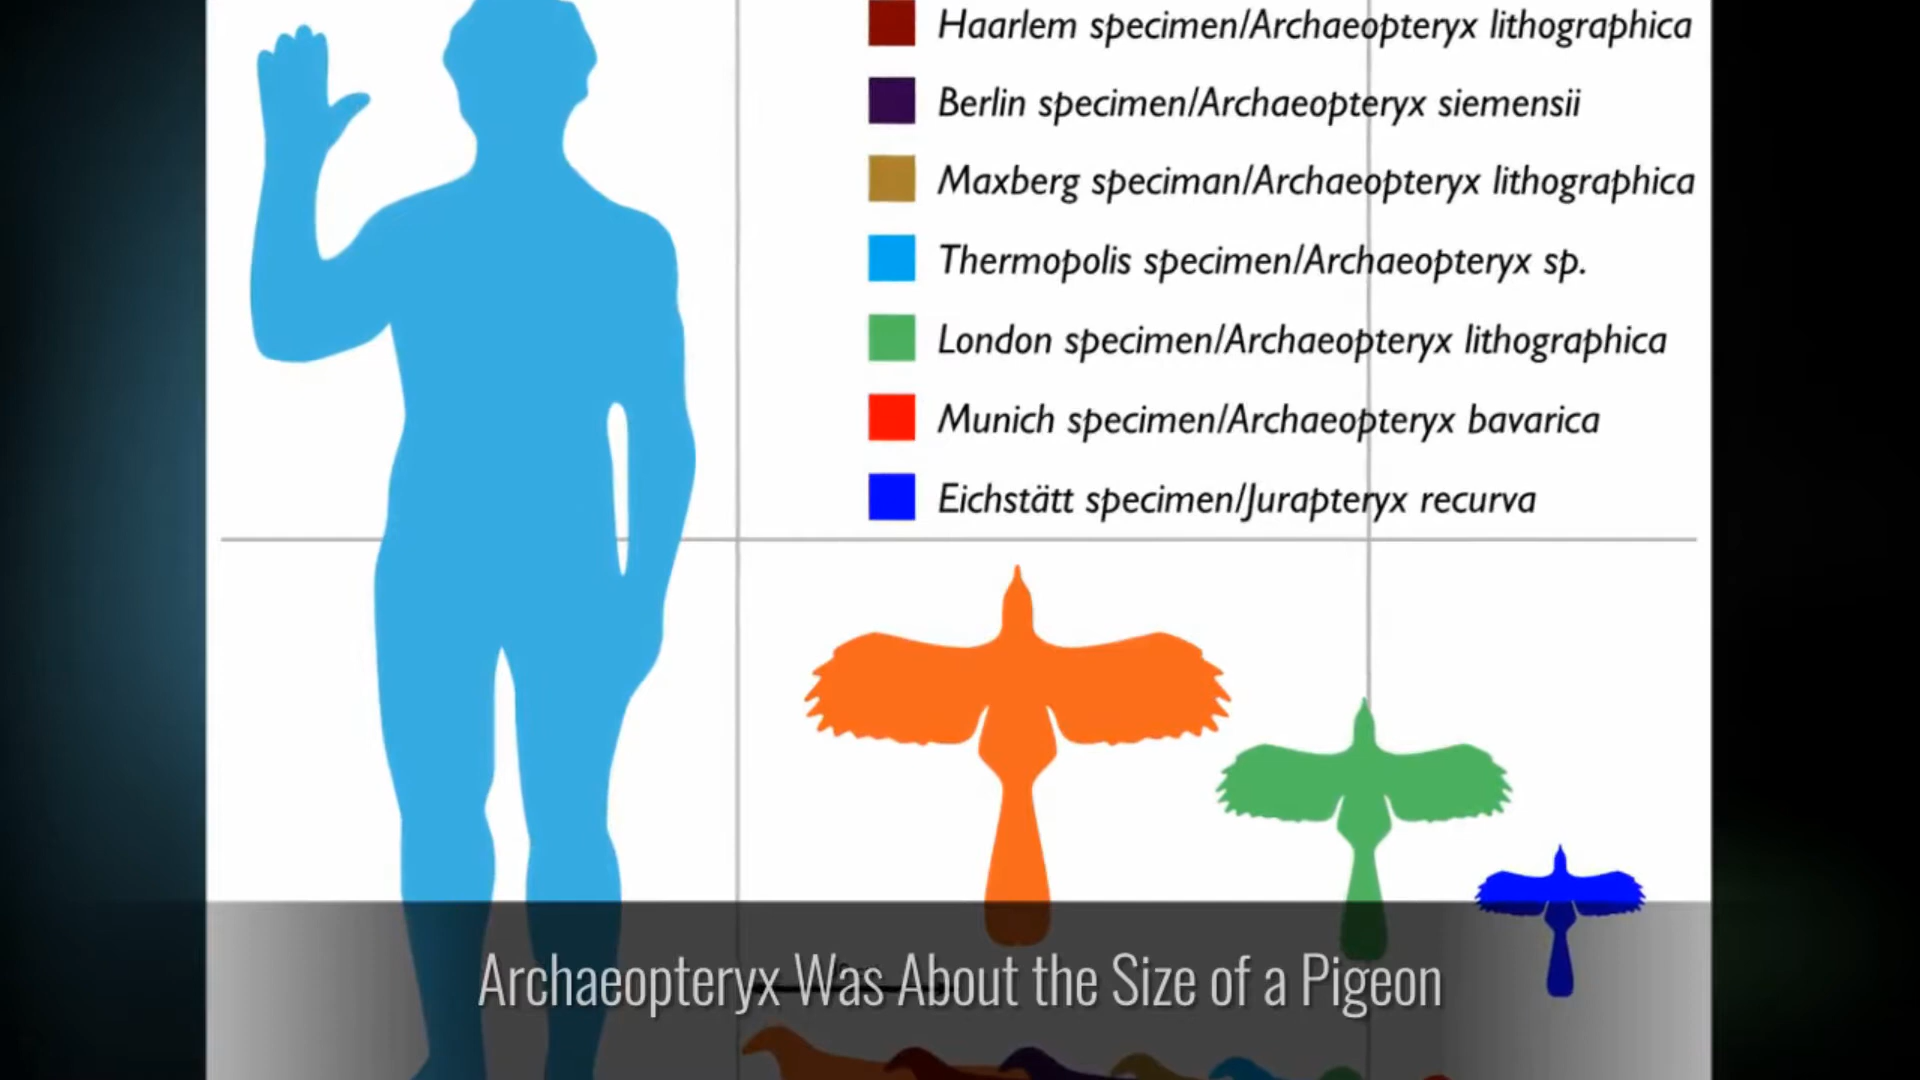 Haarlem specimen/Archaeopteryx lithographica
Berlin specimen/Archaeopteryx siemensii
Maxberg speciman/Archaeopteryx lithographica
Thermopolis specimen/Archaeopteryx sp.
London specimen/Archaeopteryx lithographica
Munich specimen/Archaeopteryx bavarica
Eichstätt specimen/Jurapteryx recurva
Archaeopteryx Was About the Size of a Pigeon